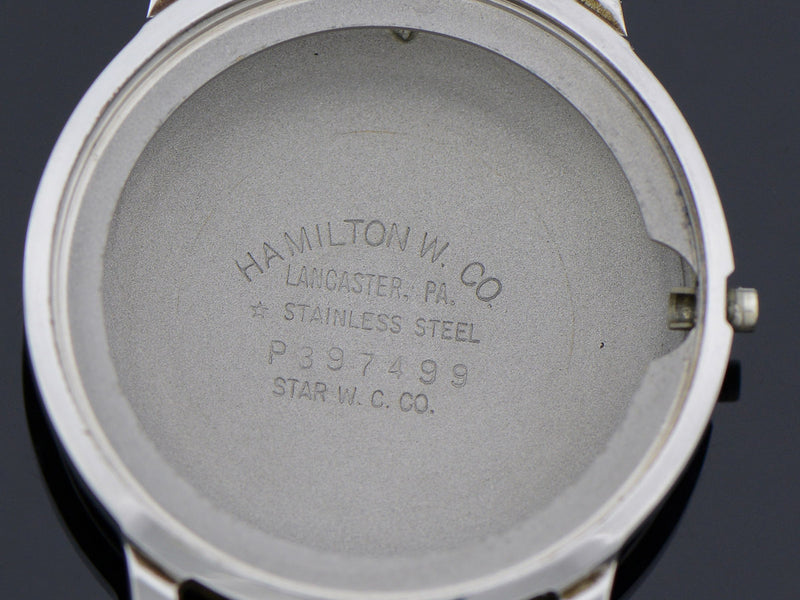 HAMILTON W. CO.
LANCASTER, PA.
☆ STAINLESS STEEL
P397499
STAR W. C. CO.